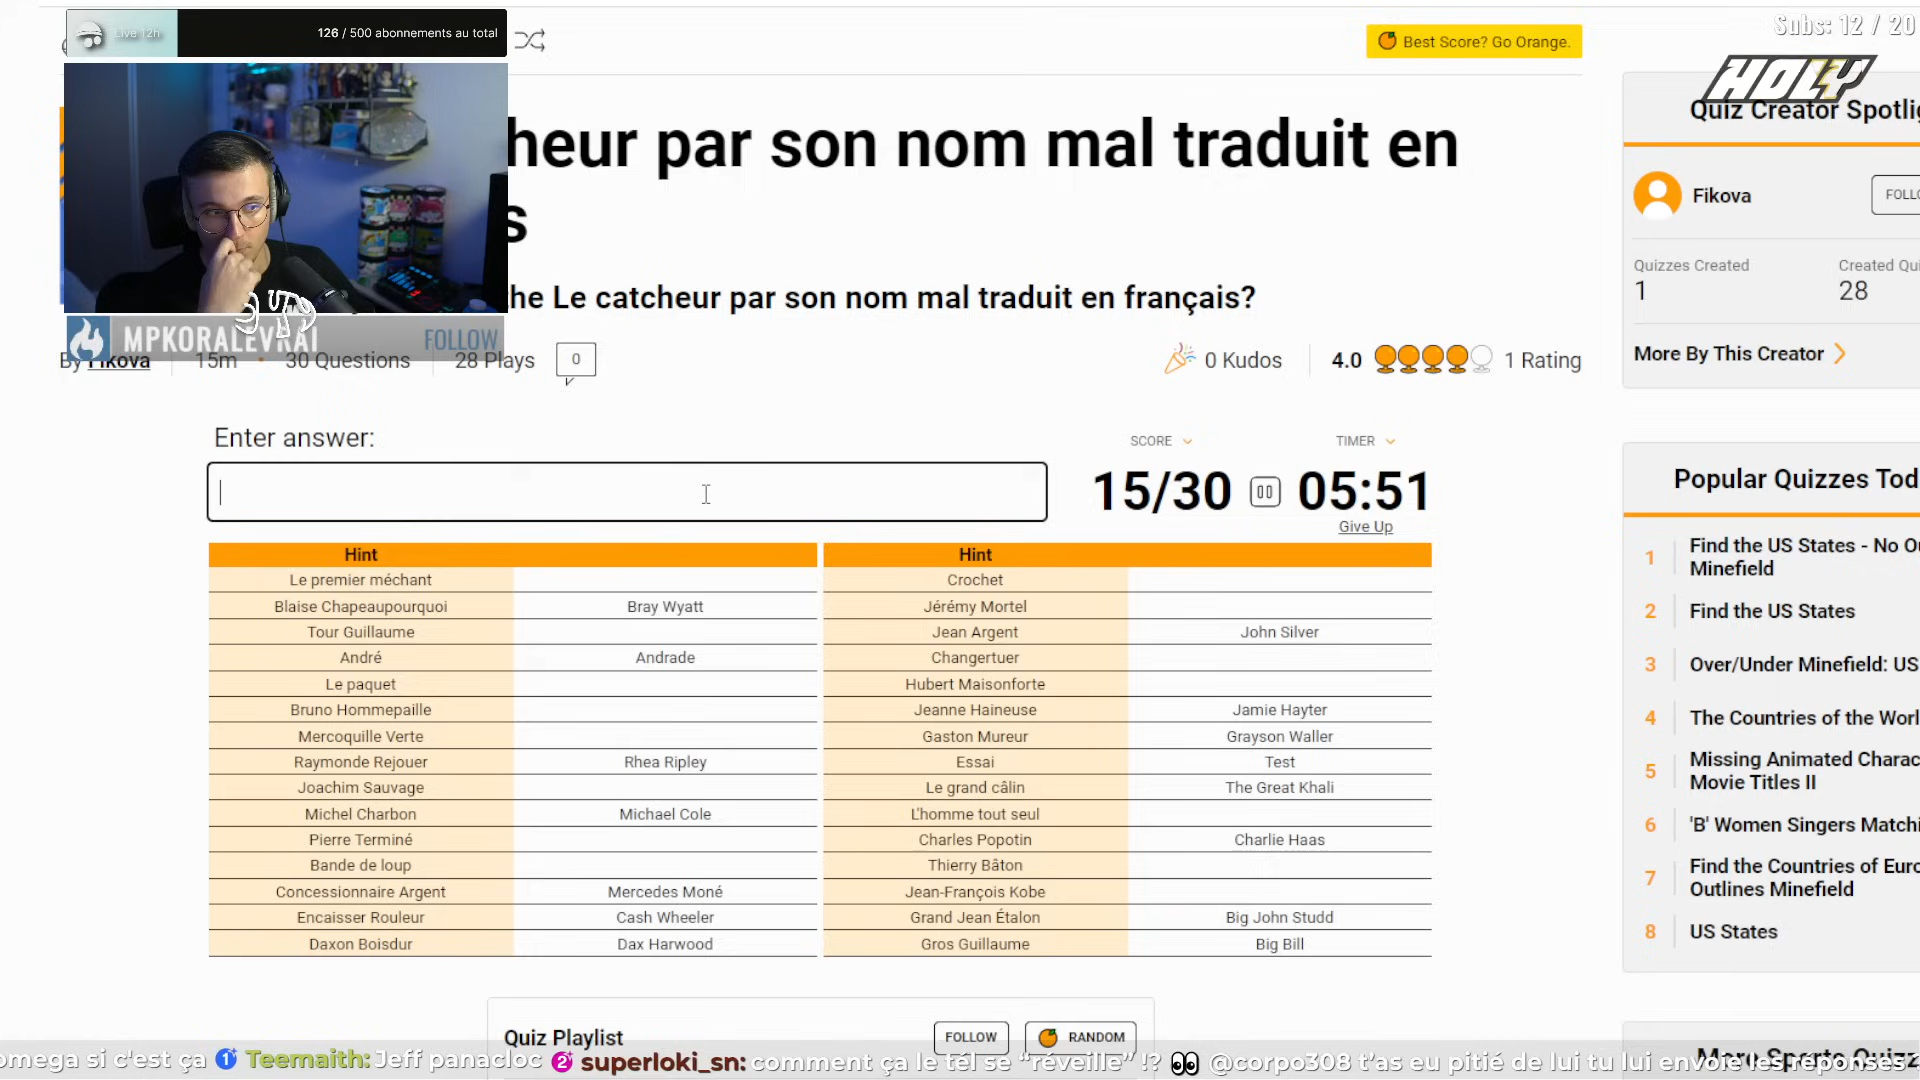 Live 12h
126 / 500 abonnements au total
Best Score? Go Orange.
Subs: 12 / 20
HOLY
Quiz Creator Spotlig
heur par son nom mal traduit en
s
he Le catcheur par son nom mal traduit en français?
MPKORALEVRAI
FOLLOW
By Fikova
15m
30 Questions
28 Plays
0
0 Kudos
4.0
1 Rating
Fikova
FOLLO
Quizzes Created
1
Created Qui
28
More By This Creator
Enter answer:
SCORE
TIMER
15/30
05:51
Give Up
Hint
Le premier méchant
Blaise Chapeaupourquoi Bray Wyatt
Tour Guillaume
André Andrade
Le paquet
Bruno Hommepaille
Mercoquille Verte
Raymonde Rejouer Rhea Ripley
Joachim Sauvage
Michel Charbon Michael Cole
Pierre Terminé
Bande de loup
Concessionnaire Argent Mercedes Moné
Encaisser Rouleur Cash Wheeler
Daxon Boisdur Dax Harwood
Hint
Crochet
Jérémy Mortel
Jean Argent John Silver
Changertuer
Hubert Maisonforte
Jeanne Haineuse Jamie Hayter
Gaston Mureur Grayson Waller
Essai Test
Le grand câlin The Great Khali
L'homme tout seul
Charles Popotin Charlie Haas
Thierry Bâton
Jean-François Kobe
Grand Jean Étalon Big John Studd
Gros Guillaume Big Bill
Popular Quizzes Tod
1 Find the US States - No Ou
Minefield
2 Find the US States
3 Over/Under Minefield: US
4 The Countries of the Worl
5 Missing Animated Charac
Movie Titles II
6 'B' Women Singers Matchi
7 Find the Countries of Euro
Outlines Minefield
8 US States
Quiz Playlist
FOLLOW
RANDOM
More Sports Quizz
omega si c'est ça Teemaith: Jeff panacloc 2 superloki_sn: comment ça le tél se "réveille" !? @corpo308 t'as eu pitié de lui tu lui envoie les réponses